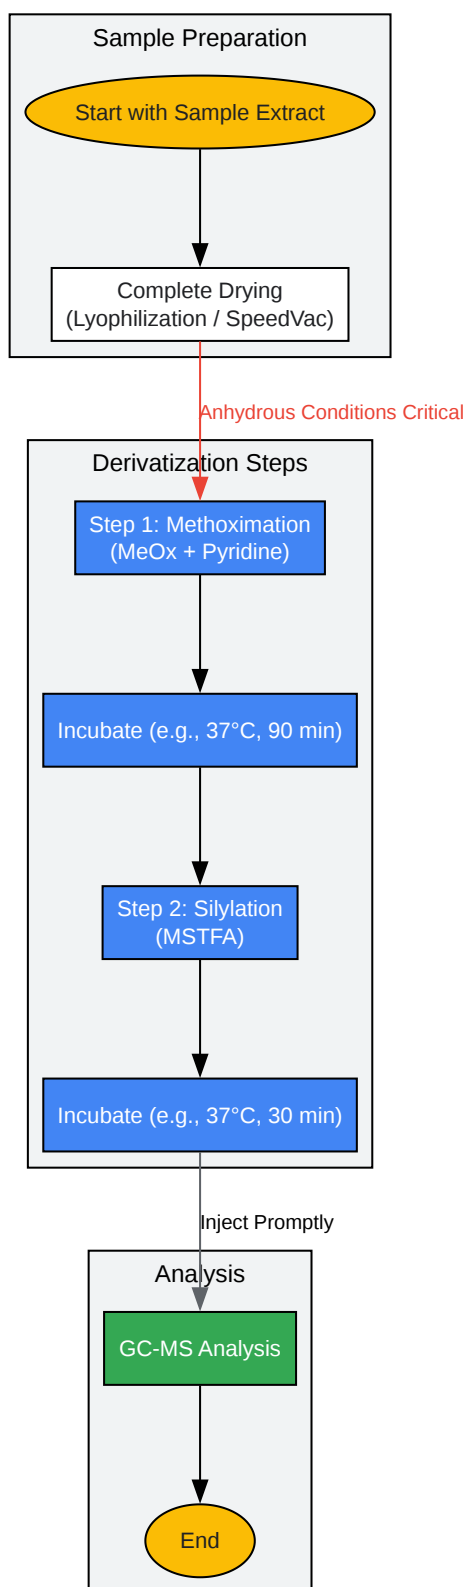 Sample Preparation
Start with Sample Extract
Complete Drying
(Lyophilization / SpeedVac)
Anhydrous Conditions Critical
Derivatization Steps
Step 1: Methoximation
(MeOx + Pyridine)
Incubate (e.g., 37°C, 90 min)
Step 2: Silylation
(MSTFA)
Incubate (e.g., 37°C, 30 min)
Inject Promptly
Analysis
GC-MS Analysis
End